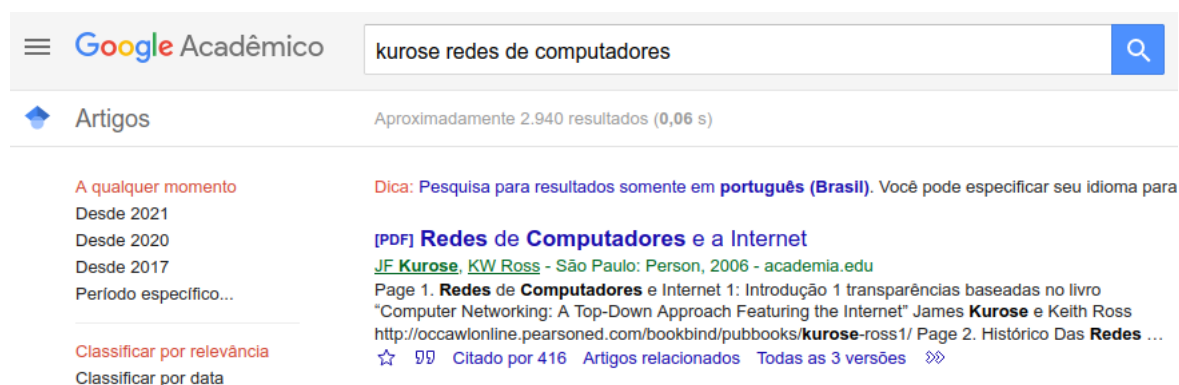 Google Acadêmico
kurose redes de computadores
Artigos
Aproximadamente 2.940 resultados (0,06 s)
A qualquer momento
Desde 2021
Desde 2020
Desde 2017
Período específico...
Classificar por relevância
Classificar por data
Dica: Pesquisa para resultados somente em português (Brasil). Você pode especificar seu idioma para
[PDF] Redes de Computadores e a Internet
JF Kurose, KW Ross - São Paulo: Person, 2006 - academia.edu
Page 1. Redes de Computadores e Internet 1: Introdução 1 transparências baseadas no livro
“Computer Networking: A Top-Down Approach Featuring the Internet” James Kurose e Keith Ross
http://occawlonline.pearsoned.com/bookbind/pubbooks/kurose-ross1/ Page 2. Histórico Das Redes ...
Citado por 416 Artigos relacionados Todas as 3 versões